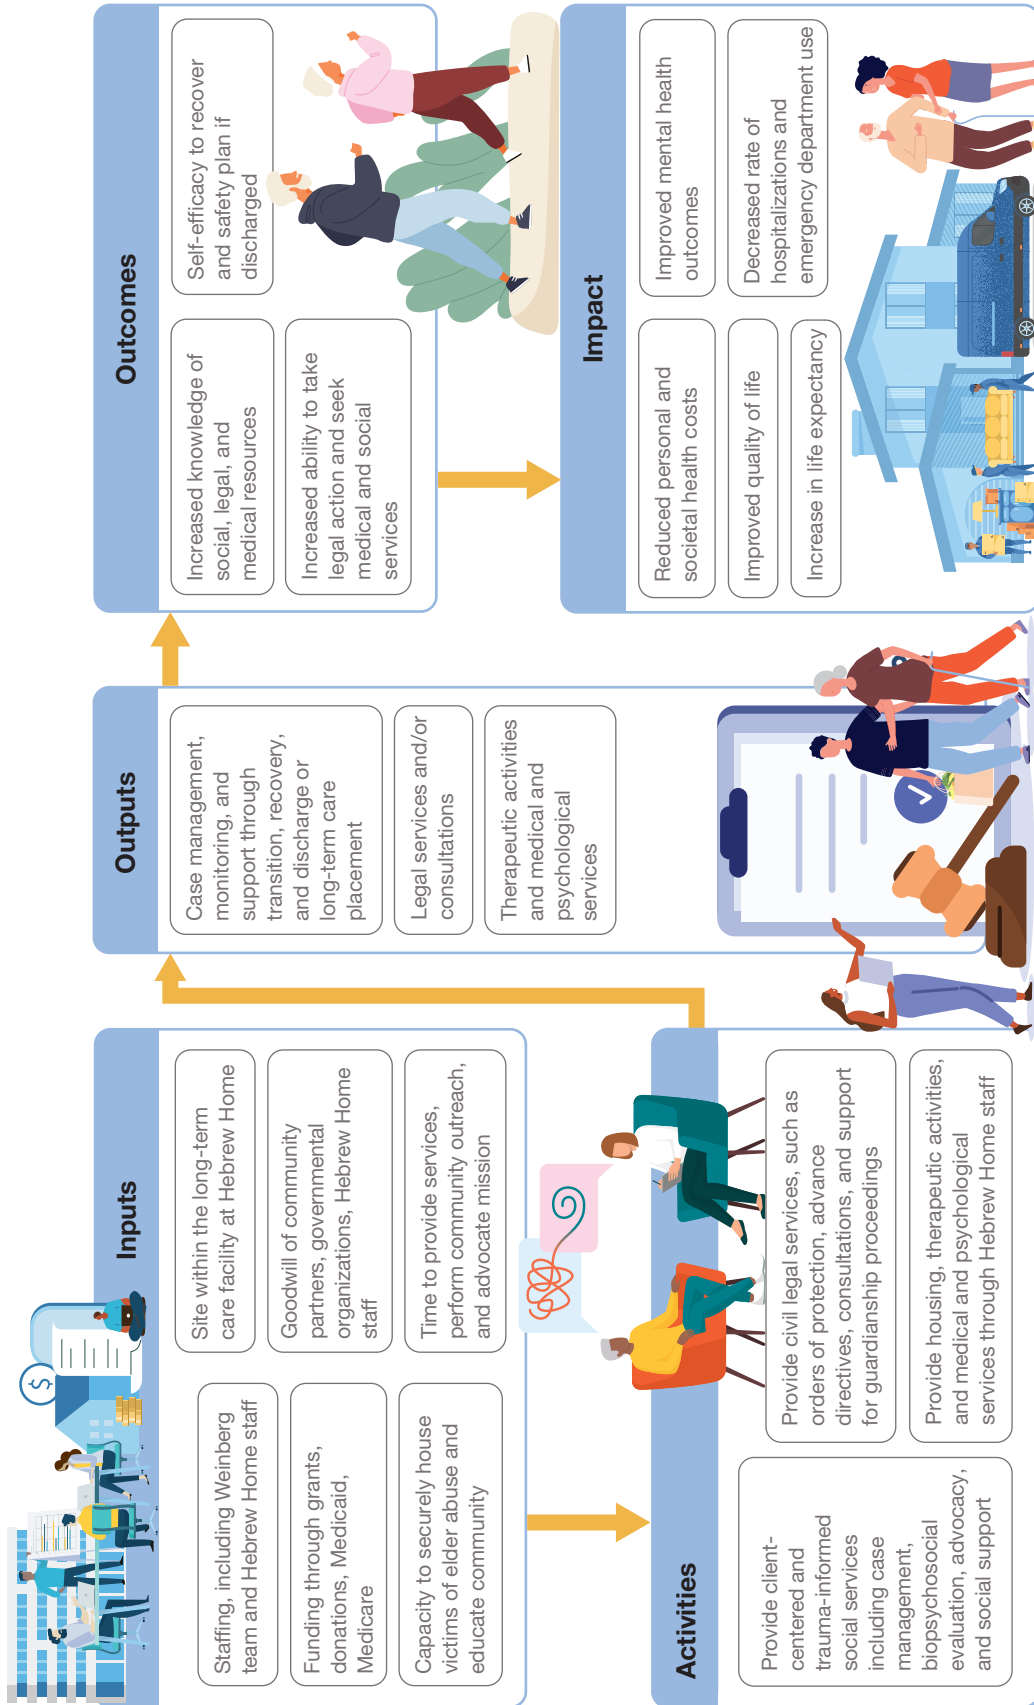 Inputs
Staffing, including Weinberg
team and Hebrew Home staff
Funding through grants,
donations, Medicaid,
Medicare
Capacity to securely house
victims of elder abuse and
educate community
Site within the long-term
care facility at Hebrew Home
Goodwill of community
partners, governmental
organizations, Hebrew Home
staff
Time to provide services,
perform community outreach,
and advocate mission
$
Activities
Provide client-
centered and
trauma-informed
social services
including case
management,
biopsychosocial
evaluation, advocacy,
and social support
Provide civil legal services, such as
orders of protection, advance
directives, consultations, and support
for guardianship proceedings
Provide housing, therapeutic activities,
and medical and psychological
services through Hebrew Home staff
Outputs
Case management,
monitoring, and
support through
transition, recovery,
and discharge or
long-term care
placement
Legal services and/or
consultations
Therapeutic activities
and medical and
psychological
services
Outcomes
Increased knowledge of
social, legal, and
medical resources
Increased ability to take
legal action and seek
medical and social
services
Self-efficacy to recover
and safety plan if
discharged
Impact
Reduced personal and
societal health costs
Improved quality of life
Increase in life expectancy
Improved mental health
outcomes
Decreased rate of
hospitalizations and
emergency department use